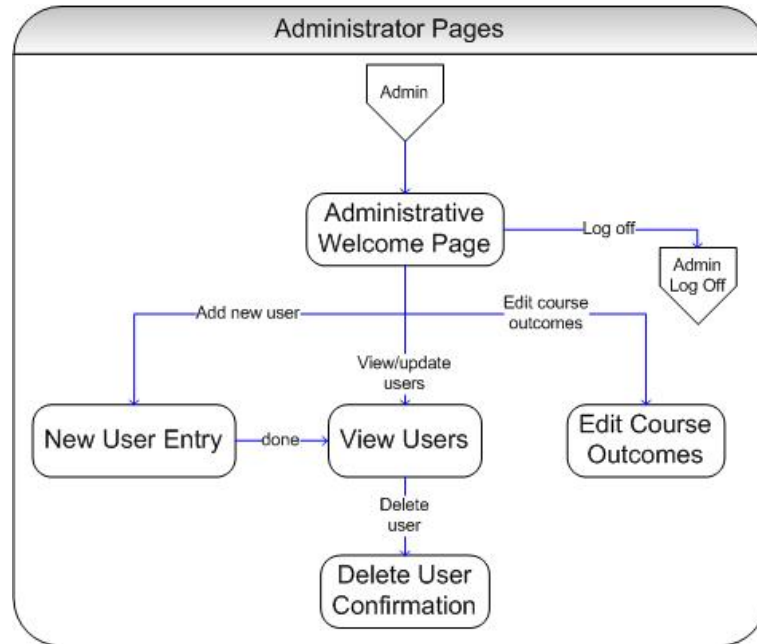 Administrator Pages
Admin
Administrative
Welcome Page
Log off
Admin
Log Off
Add new user
Edit course
outcomes
View/update
users
New User Entry
done
View Users
Edit Course
Outcomes
Delete
user
Delete User
Confirmation